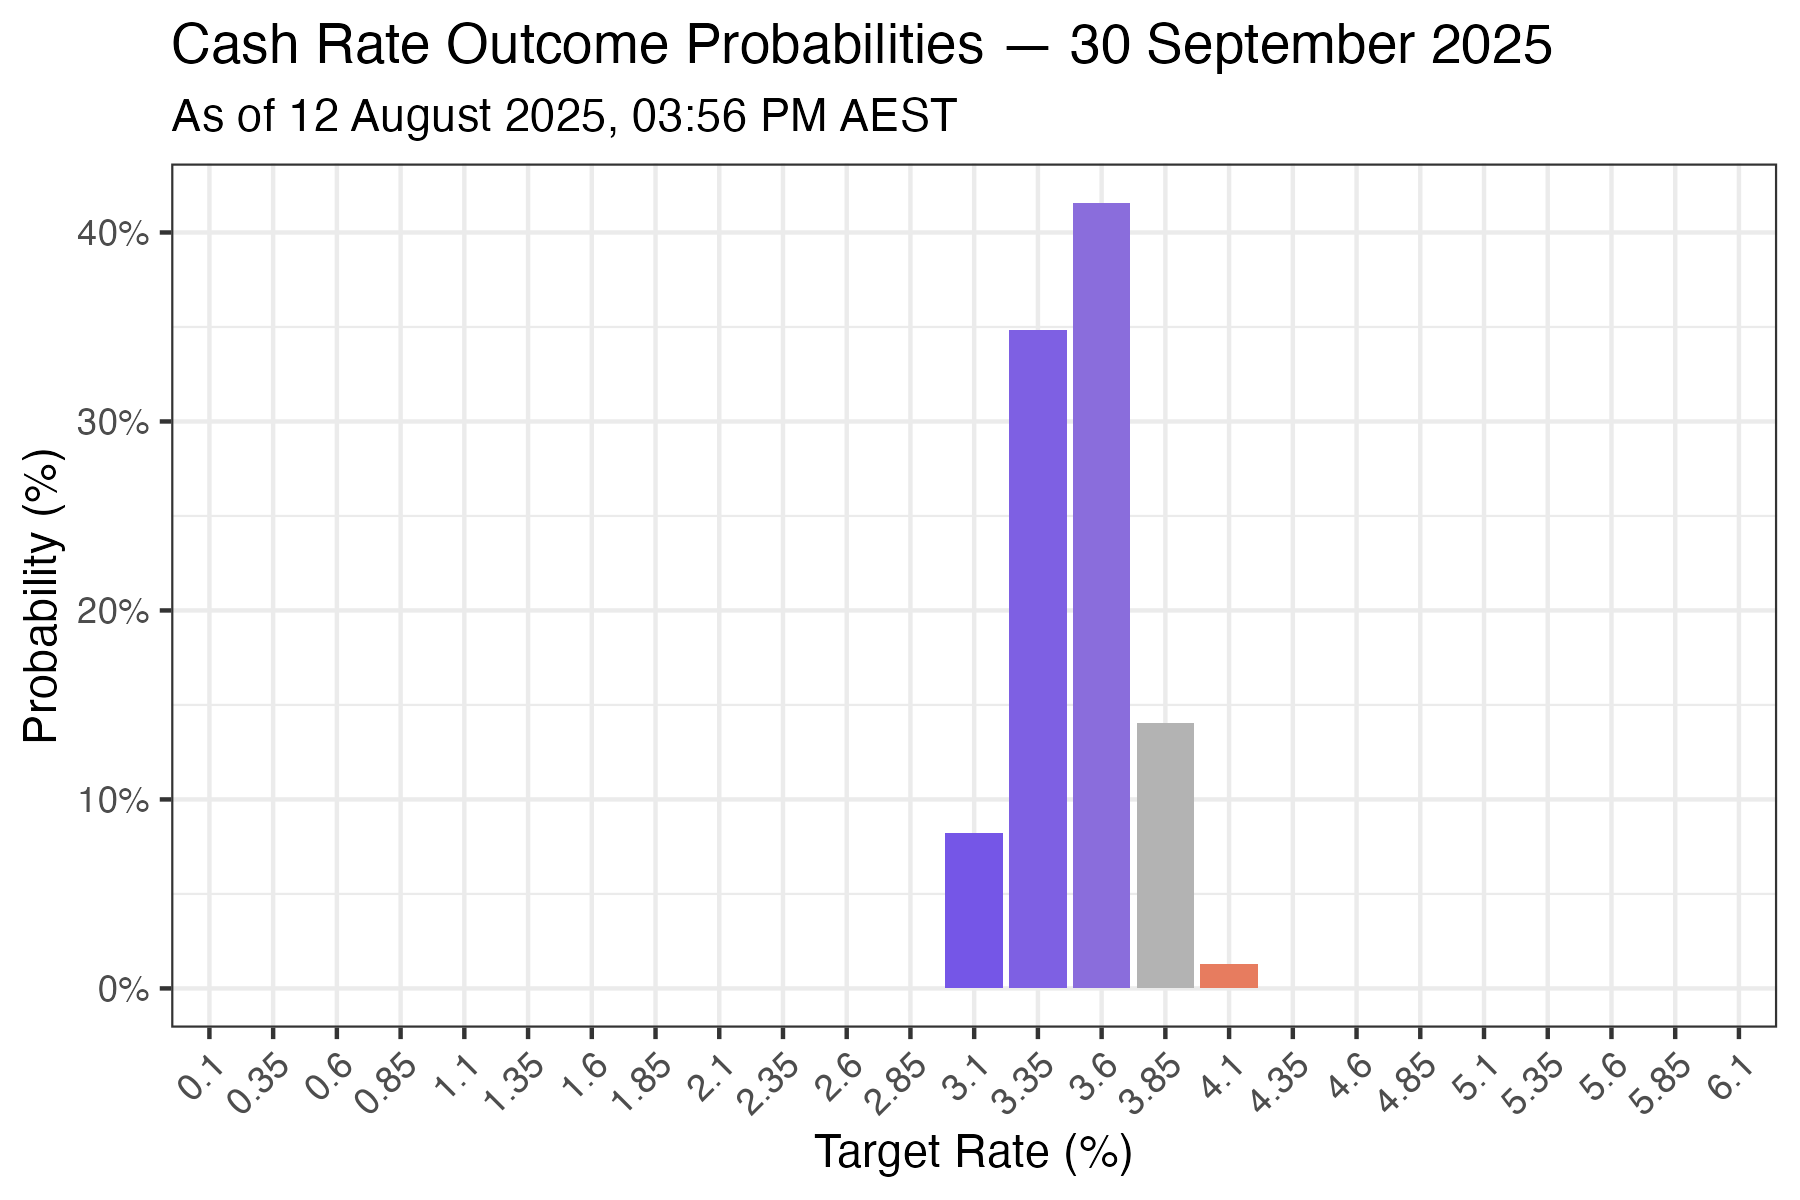 Cash Rate Outcome Probabilities — 30 September 2025
As of 12 August 2025, 03:56 PM AEST
Probability (%)
40%
30%
20%
10%
0%
0.1 0.35 0.6 0.85 1.1 1.35 1.6 1.85 2.1 2.35 2.6 2.85 3.1 3.35 3.6 3.85 4.1 4.35 4.6 4.85 5.1 5.35 5.6 5.85 6.1
Target Rate (%)